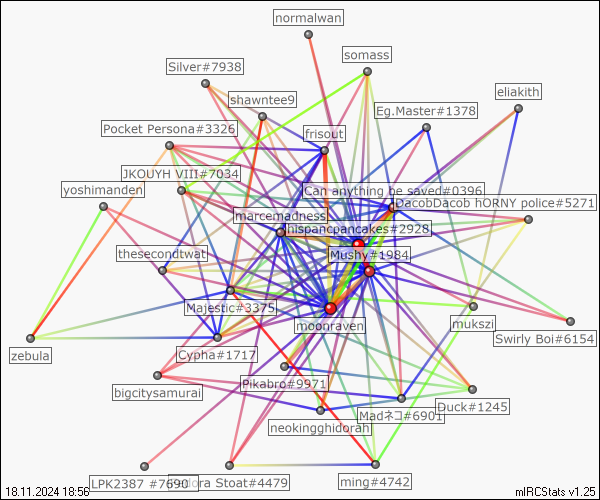 normalwan
somass
Silver#7938
eliakith
shawntee9
Eg.Master#1378
Pocket Persona#3326
frisout
JKOUYH VIII#7034
yoshimanden
Can anything be saved#0396
DacobDacob hORNY police#5271
marcemadness
hispancpancakes#2928
thesecondtwat
Mushy#1984
Majestic#3375
moonraven
mukszi
Swirly Boi#6154
zebula
Cypha#1717
bigcitysamurai
Pikabro#9971
Madネコ#6901
Duck#1245
neokingghidorah
LPK2387 #7690
ora Stoat#4479
ming#4742
18.11.2024 18:56
mIRCStats v1.25